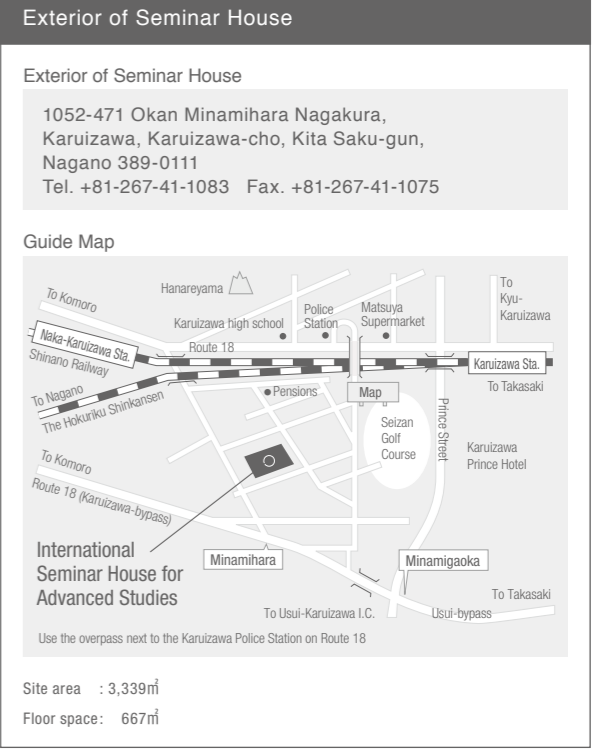 Exterior of Seminar House
Exterior of Seminar House
1052-471 Okan Minamihara Nagakura,
Karuizawa, Karuizawa-cho, Kita Saku-gun,
Nagano 389-0111
Tel. +81-267-41-1083 Fax. +81-267-41-1075
Guide Map
To Komoro
Hanareyama
To
Kyu-
Karuizawa
Karuizawa high school
Police
Station
Matsuya
Supermarket
Naka-Karuizawa Sta.
Route 18
Shinano Railway
Karuizawa Sta.
To Nagano
The Hokuriku Shinkansen
Pensions
Map
To Takasaki
Seizan
Golf
Course
Prince Street
Karuizawa
Prince Hotel
To Komoro
Route 18 (Karuizawa-bypass)
International
Seminar House for
Advanced Studies
Minamihara
Minamigaoka
To Takasaki
To Usui-Karuizawa I.C.
Usui-bypass
Use the overpass next to the Karuizawa Police Station on Route 18
Site area : 3,339㎡
Floor space: 667㎡